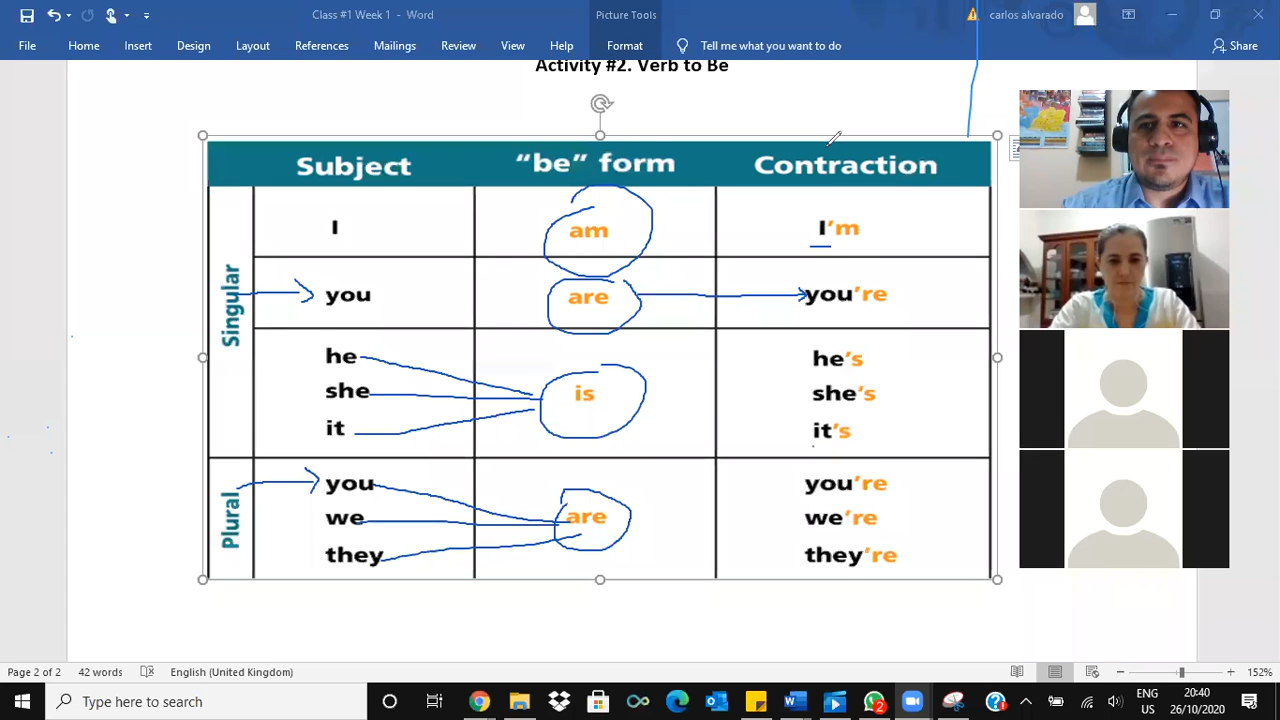 Class #1 Week 1 - Word
Picture Tools
carlos alvarado
File Home Insert Design Layout References Mailings Review View Help Format Tell me what you want to do Share
Activity #2. Verb to Be
Subject "be" form Contraction
Singular
I am I'm
you are you're
he he's
she is she's
it it's
Plural
you you're
we are we're
they they're
Page 2 of 2 42 words English (United Kingdom) 152%
Type here to search
2
ENG
US
20:40
26/10/2020